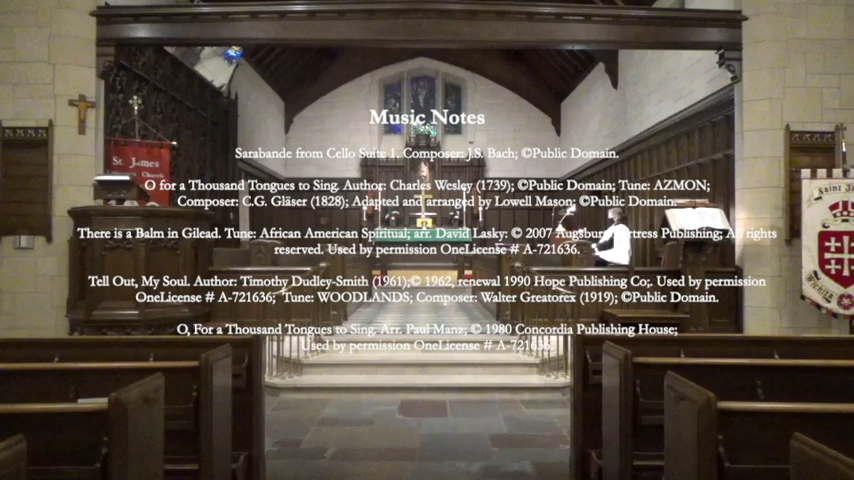 Music Notes
Sarabande from Cello Suite 1. Composer: J.S. Bach; ©Public Domain.
O for a Thousand Tongues to Sing. Author: Charles Wesley (1739); ©Public Domain; Tune: AZMON;
Composer: C.G. Gläser (1828); Adapted and arranged by Lowell Mason; ©Public Domain.
There is a Balm in Gilead. Tune: African American Spiritual; arr. David Lasky: © 2007 Augsburg Fortress Publishing; All rights
reserved. Used by permission OneLicense # A-721636.
Tell Out, My Soul. Author: Timothy Dudley-Smith (1961);© 1962, renewal 1990 Hope Publishing Co;. Used by permission
OneLicense # A-721636; Tune: WOODLANDS; Composer: Walter Greatorex (1919); ©Public Domain.
O, For a Thousand Tongues to Sing. Arr. Paul Manz; © 1980 Concordia Publishing House;
Used by permission OneLicense # A-721636.
St. James
Church
Saint Ja
Wichita